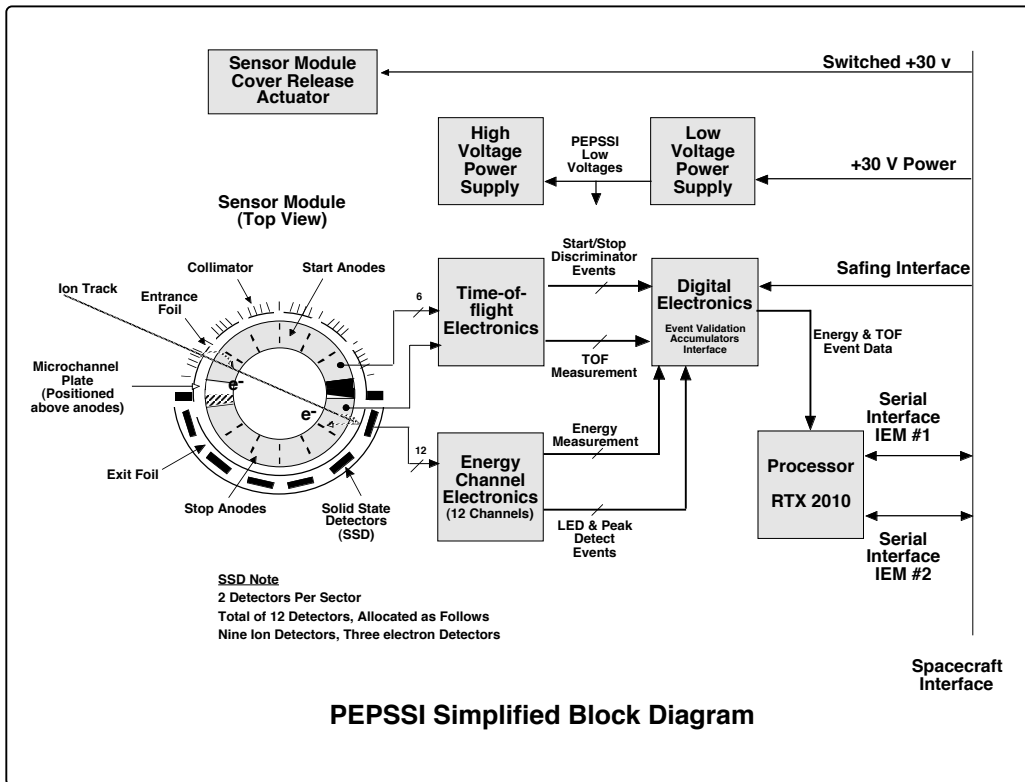 Sensor Module
Cover Release
Actuator
Switched +30 v
High
Voltage
Power
Supply
PEPSSI
Low
Voltages
Low
Voltage
Power
Supply
+30 V Power
Sensor Module
(Top View)
Ion Track
Collimator
Start Anodes
Entrance
Foil
Microchannel
Plate
(Positioned
above anodes)
e-
e-
Exit Foil
Stop Anodes
Solid State
Detectors
(SSD)
6
12
Time-of-
flight
Electronics
Start/Stop
Discriminator
Events
TOF
Measurement
Digital
Electronics
Event Validation
Accumulators
Interface
Safing Interface
Energy & TOF
Event Data
Energy
Measurement
Energy
Channel
Electronics
(12 Channels)
LED & Peak
Detect
Events
Processor
RTX 2010
Serial
Interface
IEM #1
Serial
Interface
IEM #2
SSD Note
2 Detectors Per Sector
Total of 12 Detectors, Allocated as Follows
Nine Ion Detectors, Three electron Detectors
Spacecraft
Interface
PEPSSI Simplified Block Diagram